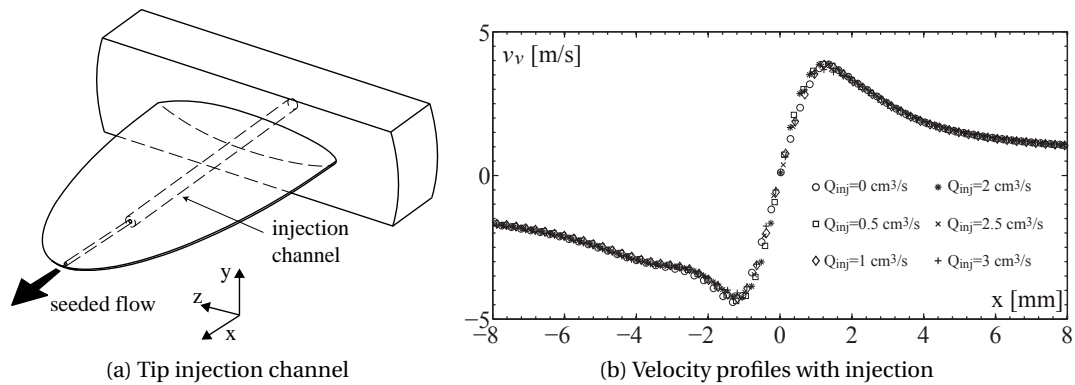 injection
channel
seeded flow
y
z
x
(a) Tip injection channel
5
v_v [m/s]
0
−5
Q_inj=0 cm³/s
Q_inj=0.5 cm³/s
Q_inj=1 cm³/s
Q_inj=2 cm³/s
Q_inj=2.5 cm³/s
Q_inj=3 cm³/s
x [mm]
−8 −6 −4 −2 0 2 4 6 8
(b) Velocity profiles with injection